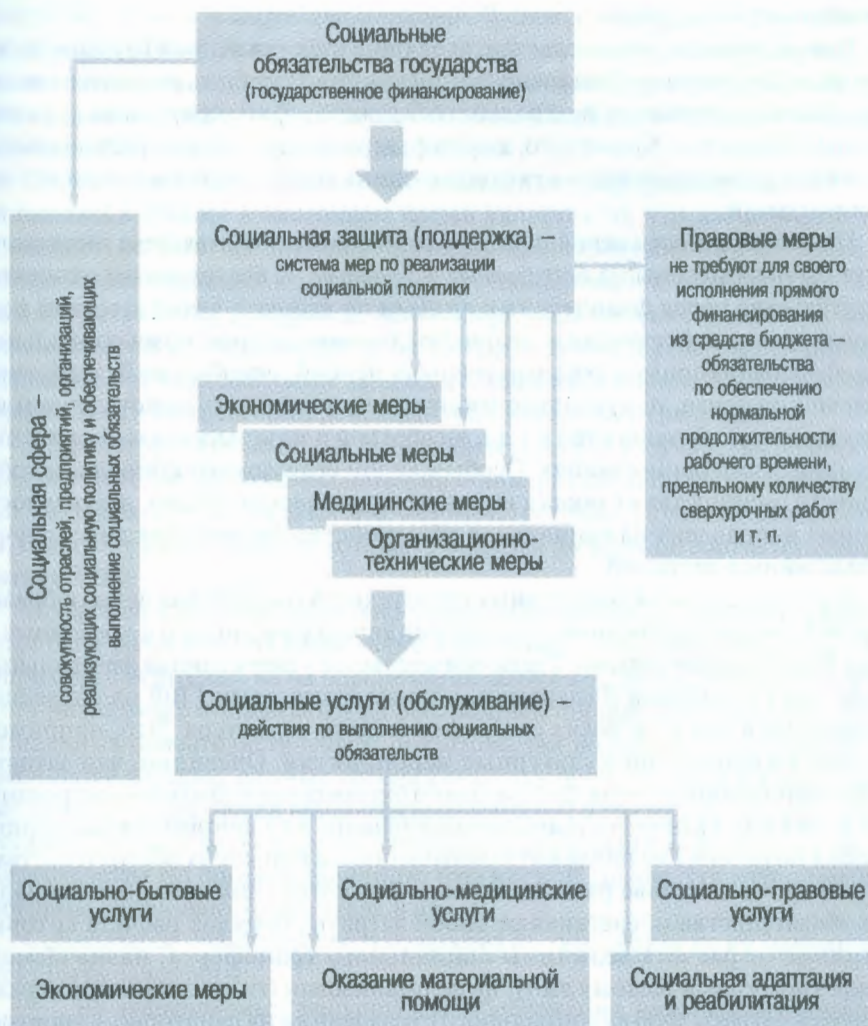 Социальные
обязательства государства
(государственное финансирование)
Социальная сфера –
совокупность отраслей, предприятий, организаций,
реализующих социальную политику и обеспечивающих
выполнение социальных обязательств
Социальная защита (поддержка) –
система мер по реализации
социальной политики
Правовые меры
не требуют для своего
исполнения прямого
финансирования
из средств бюджета –
обязательства
по обеспечению
нормальной
продолжительности
рабочего времени,
предельному количеству
сверхурочных работ
и т. п.
Экономические меры
Социальные меры
Медицинские меры
Организационно-
технические меры
Социальные услуги (обслуживание) –
действия по выполнению социальных
обязательств
Социально-бытовые
услуги
Социально-медицинские
услуги
Социально-правовые
услуги
Экономические меры
Оказание материальной
помощи
Социальная адаптация
и реабилитация